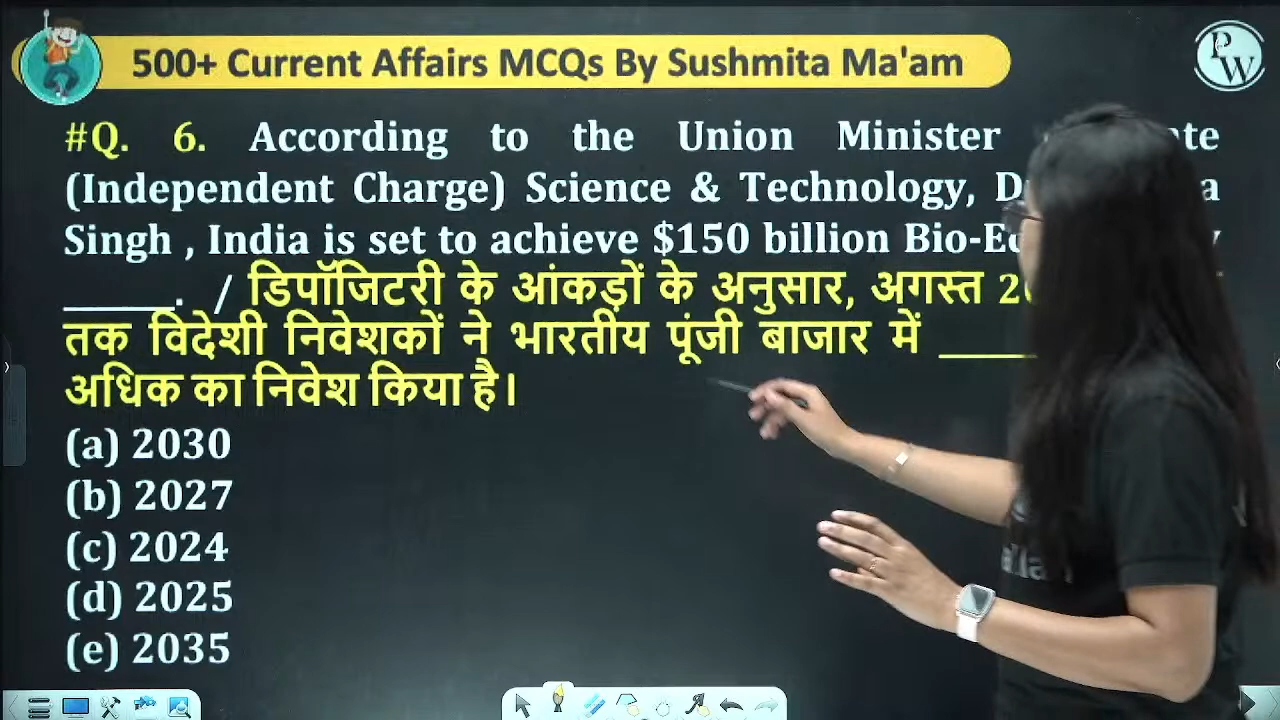 500+ Current Affairs MCQs By Sushmita Ma'am
PW
#Q. 6. According to the Union Minister
(Independent Charge) Science & Technology,
Singh , India is set to achieve $150 billion
_____. / डिपॉजिटरी के आंकड़ों के अनुसार, अगस्त
तक विदेशी निवेशकों ने भारतीय पूंजी बाजार में _____
अधिक का निवेश किया है।
(a) 2030
(b) 2027
(c) 2024
(d) 2025
(e) 2035